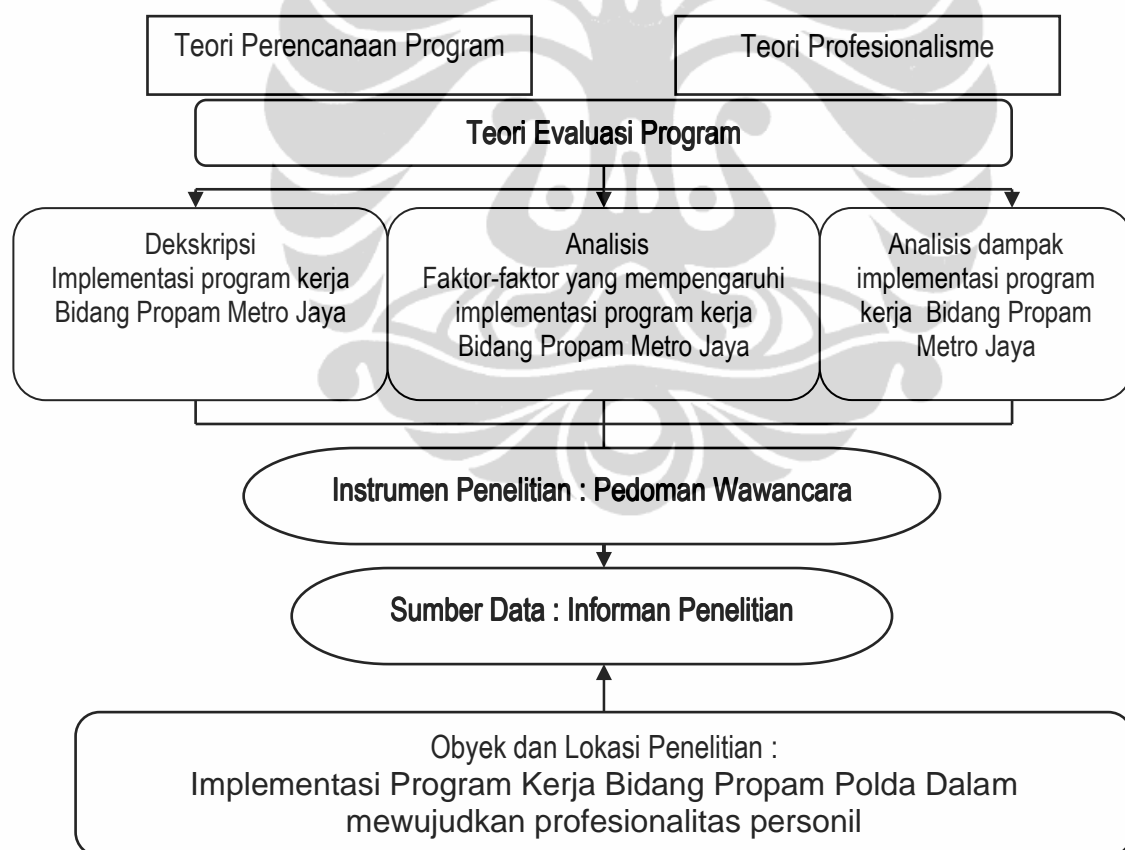 Teori Perencanaan Program
Teori Profesionalisme
Teori Evaluasi Program
Dekskripsi
Implementasi program kerja
Bidang Propam Metro Jaya
Analisis
Faktor-faktor yang mempengaruhi
implementasi program kerja
Bidang Propam Metro Jaya
Analisis dampak
implementasi program
kerja Bidang Propam
Metro Jaya
Instrumen Penelitian : Pedoman Wawancara
Sumber Data : Informan Penelitian
Obyek dan Lokasi Penelitian :
Implementasi Program Kerja Bidang Propam Polda Dalam
mewujudkan profesionalitas personil